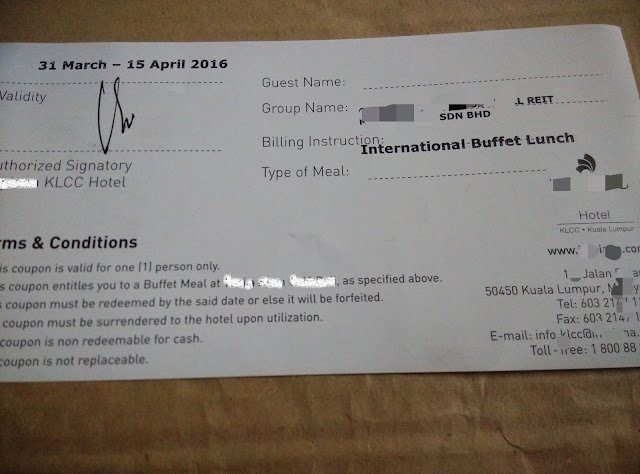 31 March – 15 April 2016
Validity
uthorized Signatory
KLCC Hotel
Guest Name:
Group Name:
SDN BHD
REIT
Billing Instruction:
International Buffet Lunch
Type of Meal:
Hotel
KLCC • Kuala Lumpur
www.
Jalan
50450 Kuala Lumpur,
Tel: 603
Fax: 603
E-mail: info
Toll - 1 800 88
ms & Conditions
is coupon is valid for one (1) person only.
s coupon entitles you to a Buffet Meal at , as specified above.
s coupon must be redeemed by the said date or else it will be forfeited.
coupon must be surrendered to the hotel upon utilization.
coupon is non redeemable for cash.
coupon is not replaceable.